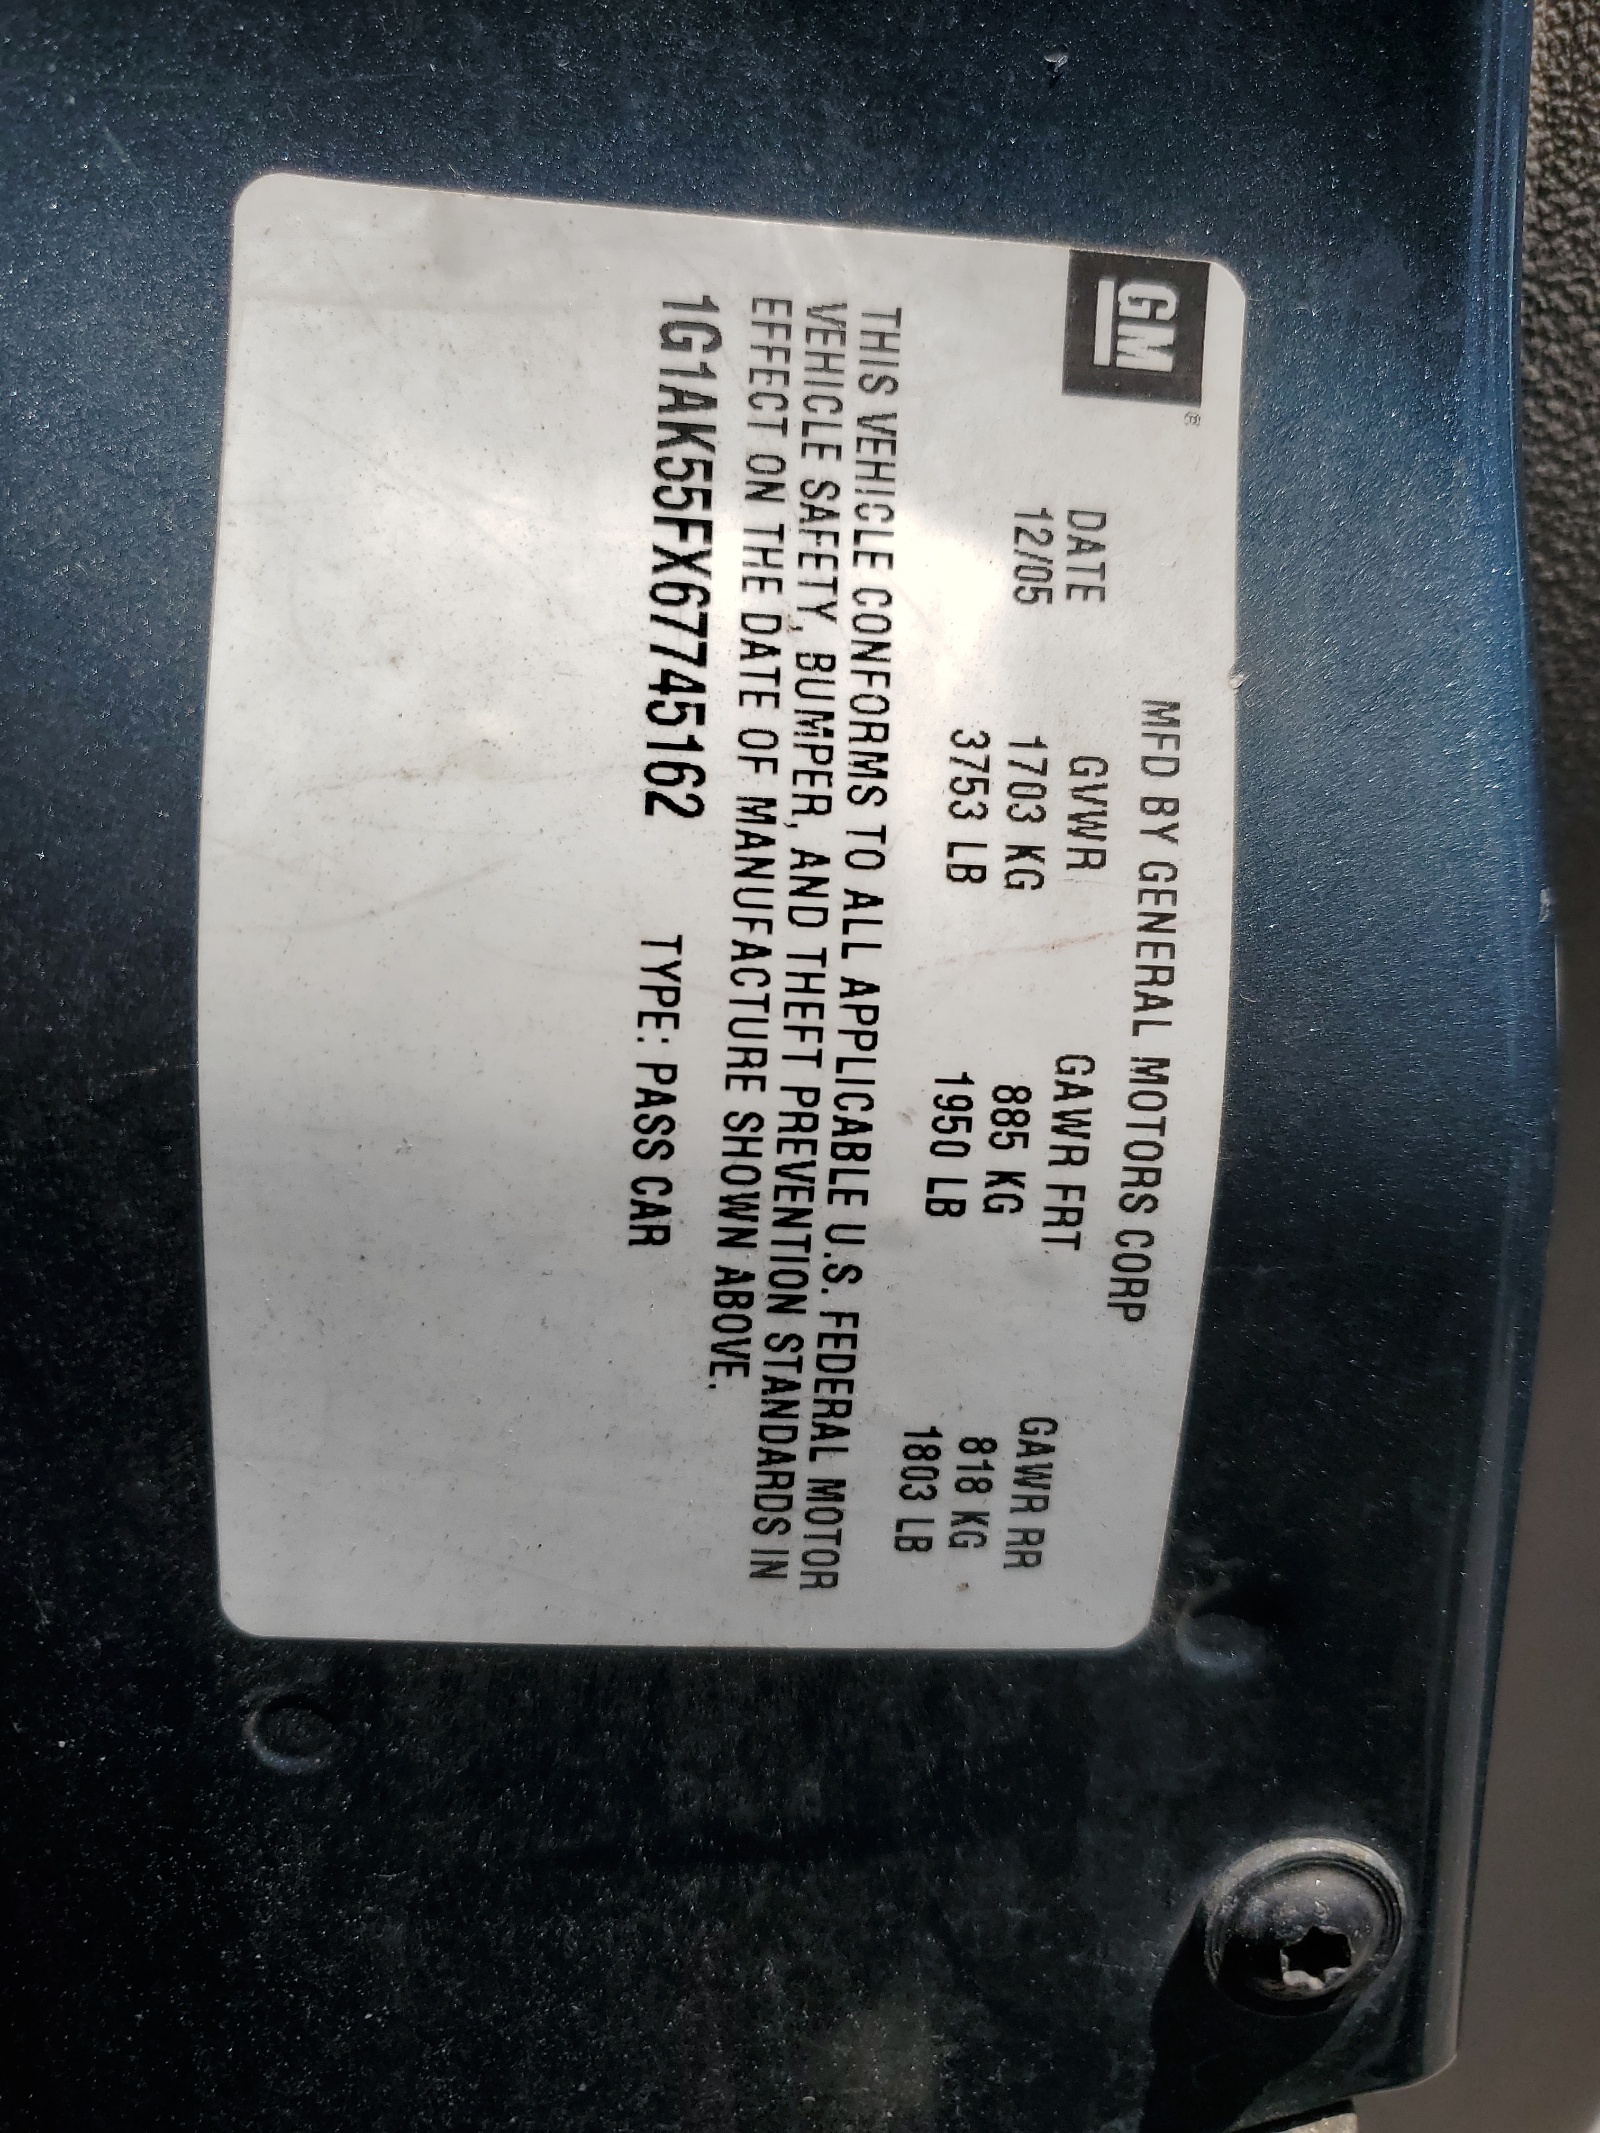 GM ®
MFD BY GENERAL MOTORS CORP
DATE GVWR GAWR FRT GAWR RR
12/05 1703 KG 885 KG 818 KG
3753 LB 1950 LB 1803 LB
THIS VEHICLE CONFORMS TO ALL APPLICABLE U.S. FEDERAL MOTOR
VEHICLE SAFETY, BUMPER, AND THEFT PREVENTION STANDARDS IN
EFFECT ON THE DATE OF MANUFACTURE SHOWN ABOVE.
1G1AK55FX67745162 TYPE: PASS CAR